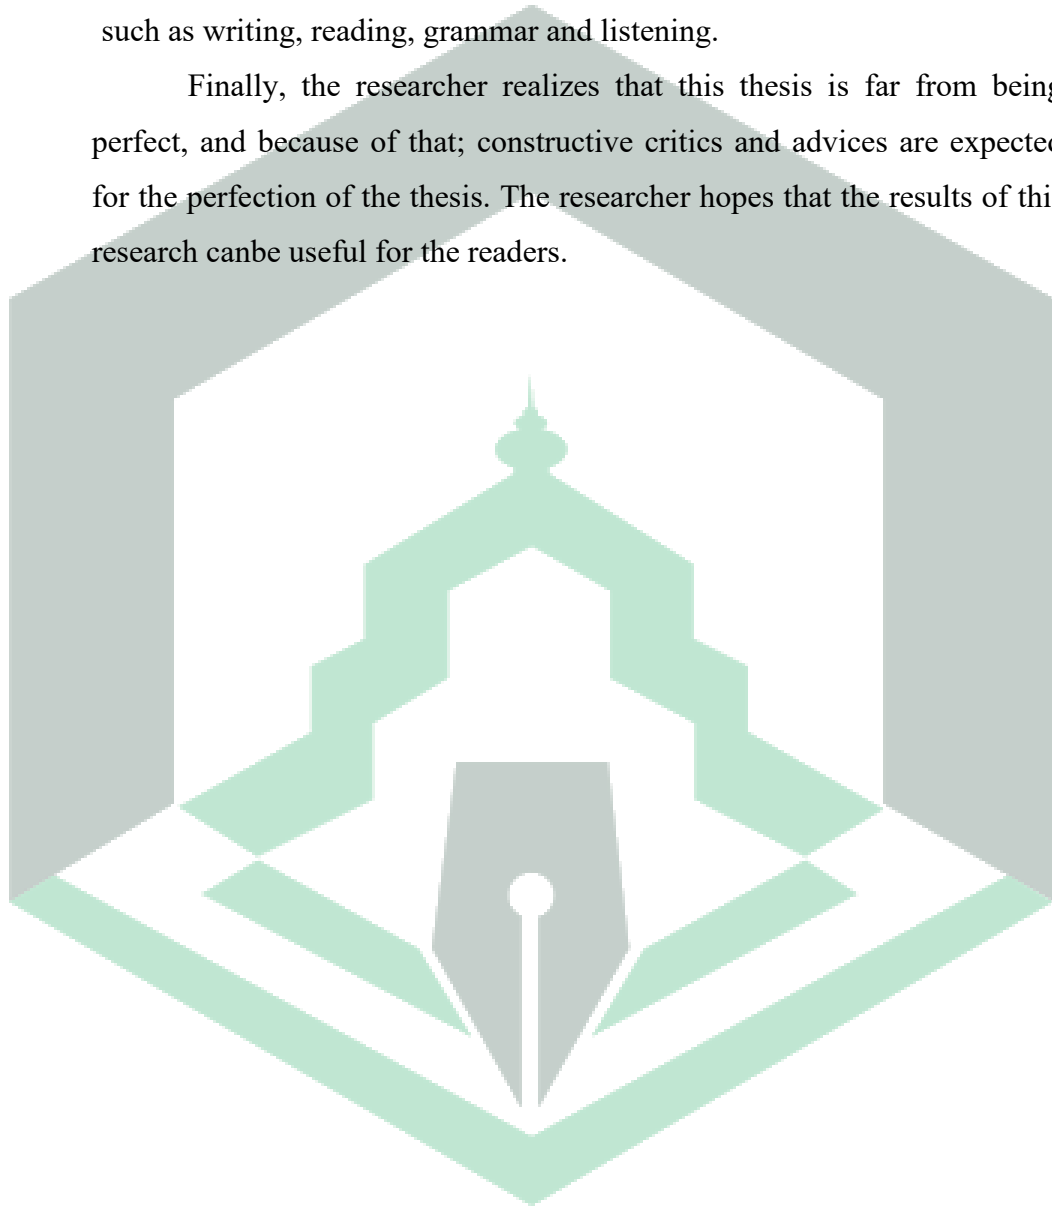 such as writing, reading, grammar and listening.
Finally, the researcher realizes that this thesis is far from being
perfect, and because of that; constructive critics and advices are expected
for the perfection of the thesis. The researcher hopes that the results of thi
research canbe useful for the readers.